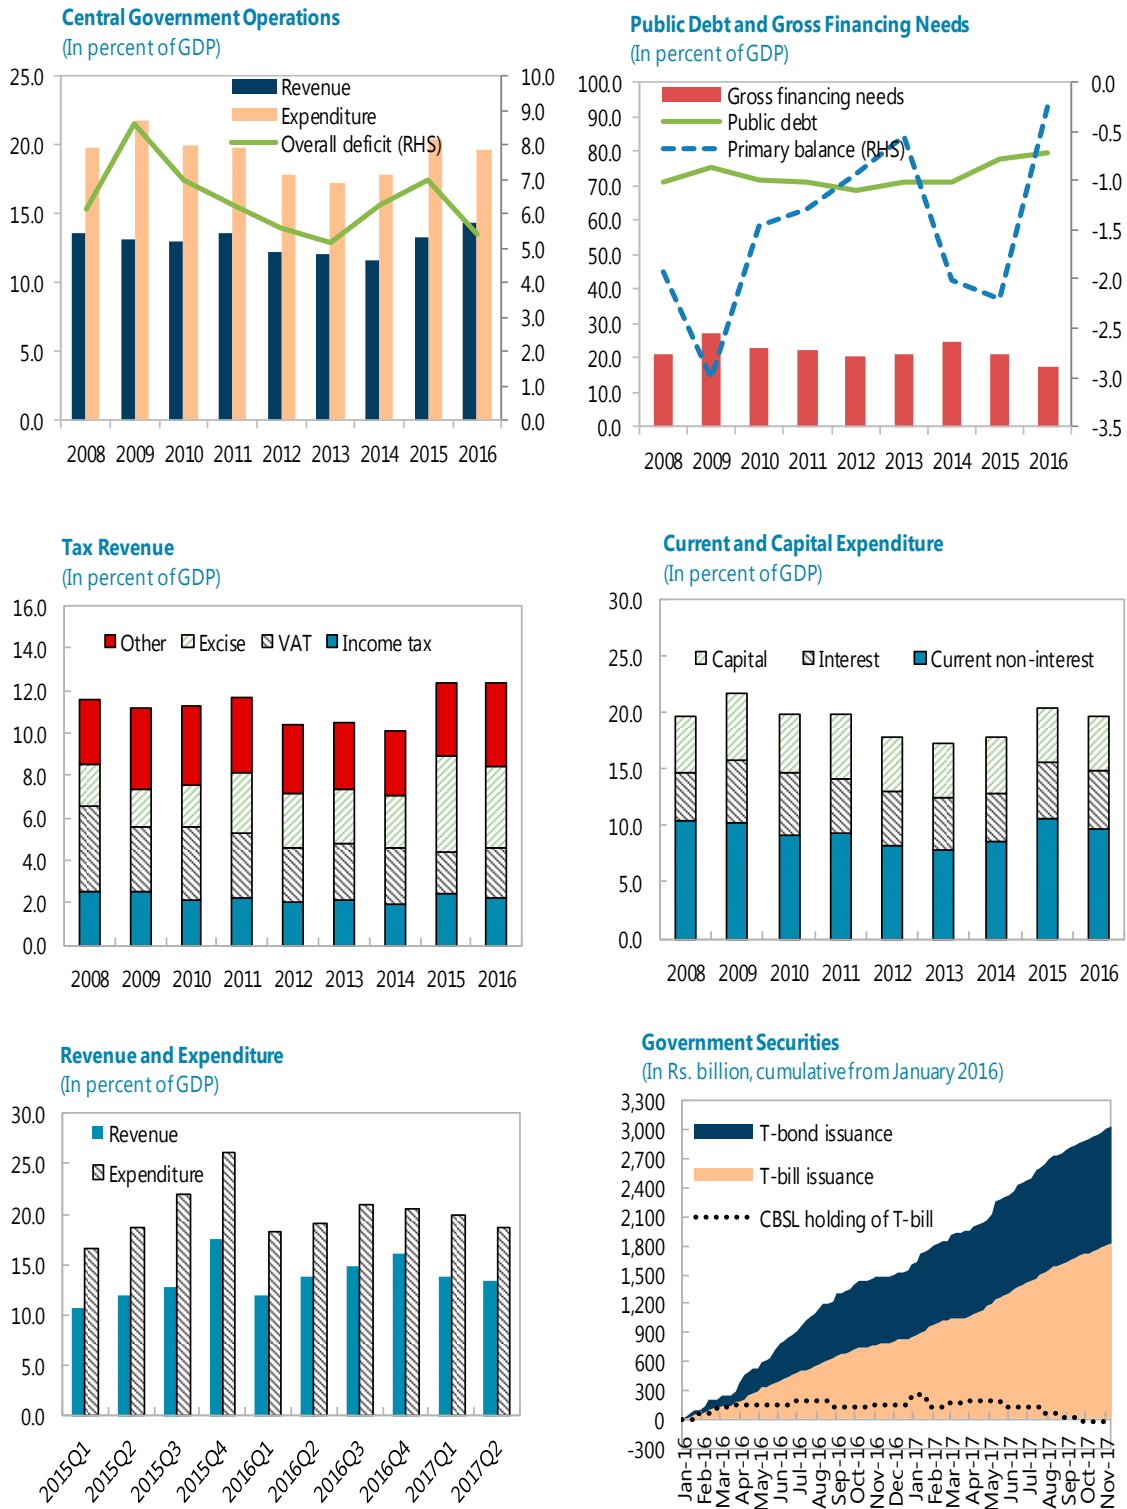 Central Government Operations
(In percent of GDP)
25.0
20.0
15.0
10.0
5.0
0.0
Revenue
Expenditure
Overall deficit (RHS)
10.0
9.0
8.0
7.0
6.0
5.0
4.0
3.0
2.0
1.0
0.0
2008 2009 2010 2011 2012 2013 2014 2015 2016
Public Debt and Gross Financing Needs
(In percent of GDP)
100.0
90.0
80.0
70.0
60.0
50.0
40.0
30.0
20.0
10.0
0.0
Gross financing needs
Public debt
Primary balance (RHS)
0.0
-0.5
-1.0
-1.5
-2.0
-2.5
-3.0
-3.5
2008 2009 2010 2011 2012 2013 2014 2015 2016
Tax Revenue
(In percent of GDP)
16.0
14.0
12.0
10.0
8.0
6.0
4.0
2.0
0.0
Other Excise VAT Income tax
2008 2009 2010 2011 2012 2013 2014 2015 2016
Current and Capital Expenditure
(In percent of GDP)
30.0
25.0
20.0
15.0
10.0
5.0
0.0
Capital Interest Current non-interest
2008 2009 2010 2011 2012 2013 2014 2015 2016
Revenue and Expenditure
(In percent of GDP)
30.0
25.0
20.0
15.0
10.0
5.0
0.0
Revenue
Expenditure
2015Q1 2015Q2 2015Q3 2015Q4 2016Q1 2016Q2 2016Q3 2016Q4 2017Q1 2017Q2
Government Securities
(In Rs. billion, cumulative from January 2016)
3,300
3,000
2,700
2,400
2,100
1,800
1,500
1,200
900
600
300
0
-300
T-bond issuance
T-bill issuance
CBSL holding of T-bill
Jan-16 Feb-16 Mar-16 Apr-16 May-16 Jun-16 Jul-16 Aug-16 Sep-16 Oct-16 Nov-16 Dec-16 Jan-17 Feb-17 Mar-17 Apr-17 May-17 Jun-17 Jul-17 Aug-17 Sep-17 Oct-17 Nov-17